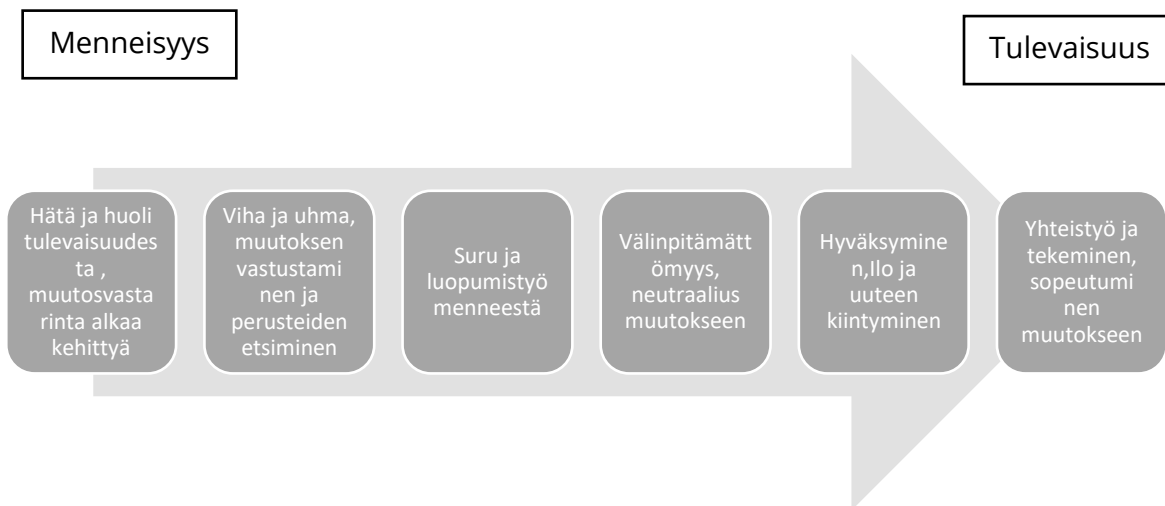 Menneisyys
Tulevaisuus
Hätä ja huoli
tulevaisuudes
ta ,
muutosvasta
rinta alkaa
kehittyä
Viha ja uhma,
muutoksen
vastustami
nen ja
perusteiden
etsiminen
Suru ja
luopumistyö
menneestä
Välinpitämätt
ömyys,
neutraalius
muutokseen
Hyväksymine
n,Ilo ja
uuteen
kiintyminen
Yhteistyö ja
tekeminen,
sopeutumi
nen
muutokseen